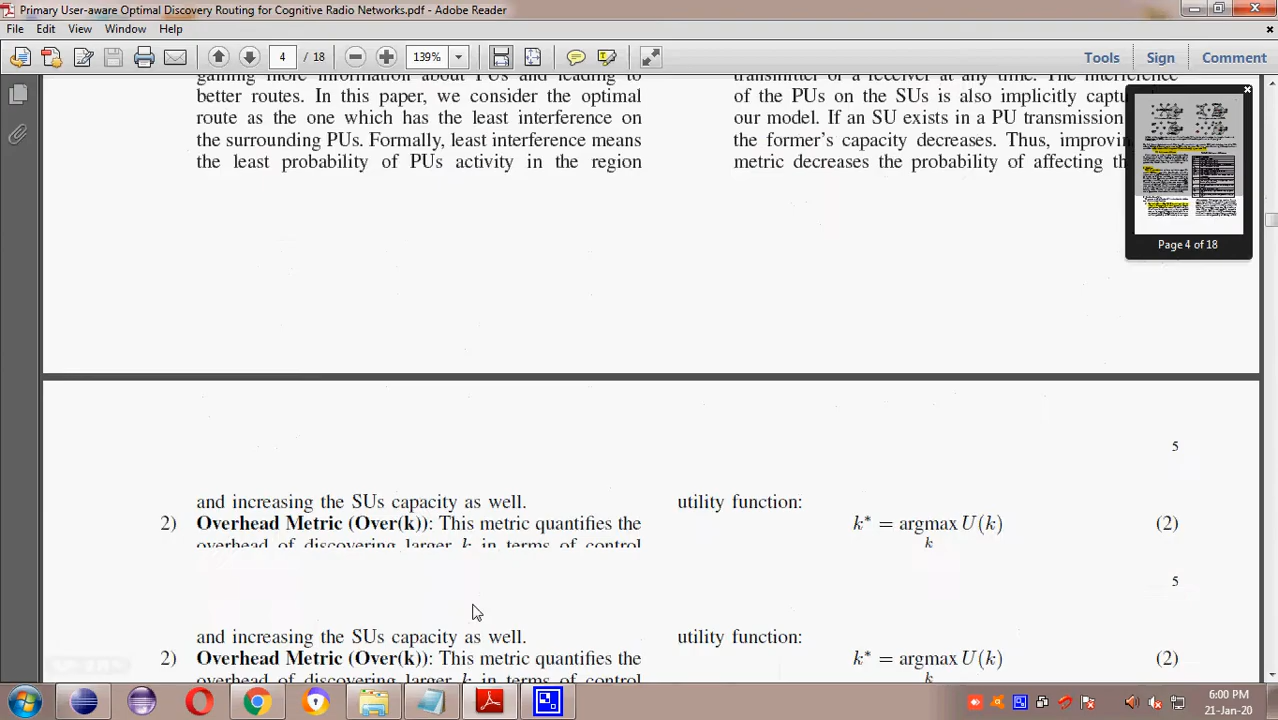 Primary User-aware Optimal Discovery Routing for Cognitive Radio Networks.pdf - Adobe Reader
File Edit View Window Help
4 / 18 139% Tools Sign Comment
gaining more information about PUs and leading to
better routes. In this paper, we consider the optimal
route as the one which has the least interference on
the surrounding PUs. Formally, least interference means
the least probability of PUs activity in the region
transmitter or a receiver at any time. The interference
of the PUs on the SUs is also implicitly
our model. If an SU exists in a PU transmission
the former's capacity decreases. Thus,
metric decreases the probability of affecting
Page 4 of 18
5
and increasing the SUs capacity as well.
2) Overhead Metric (Over(k)): This metric quantifies the
overhead of discovering larger k in terms of control
utility function:
k* = argmax U(k) (2)
k
5
and increasing the SUs capacity as well.
2) Overhead Metric (Over(k)): This metric quantifies the
overhead of discovering larger k in terms of control
utility function:
k* = argmax U(k) (2)
k
6:00 PM
21-Jan-20